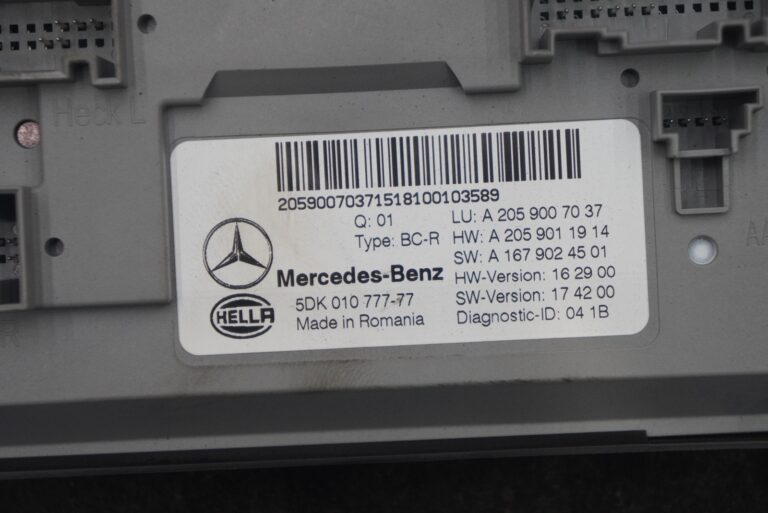 Heck L
2059007037151​8100103589
Q: 01
Type: BC-R
LU: A 205 900 70 37
HW: A 205 901 19 14
SW: A 167 902 45 01
HW-Version: 16 29 00
SW-Version: 17 42 00
Diagnostic-ID: 04 1B
Mercedes-Benz
HELLA
5DK 010 777-77
Made in Romania